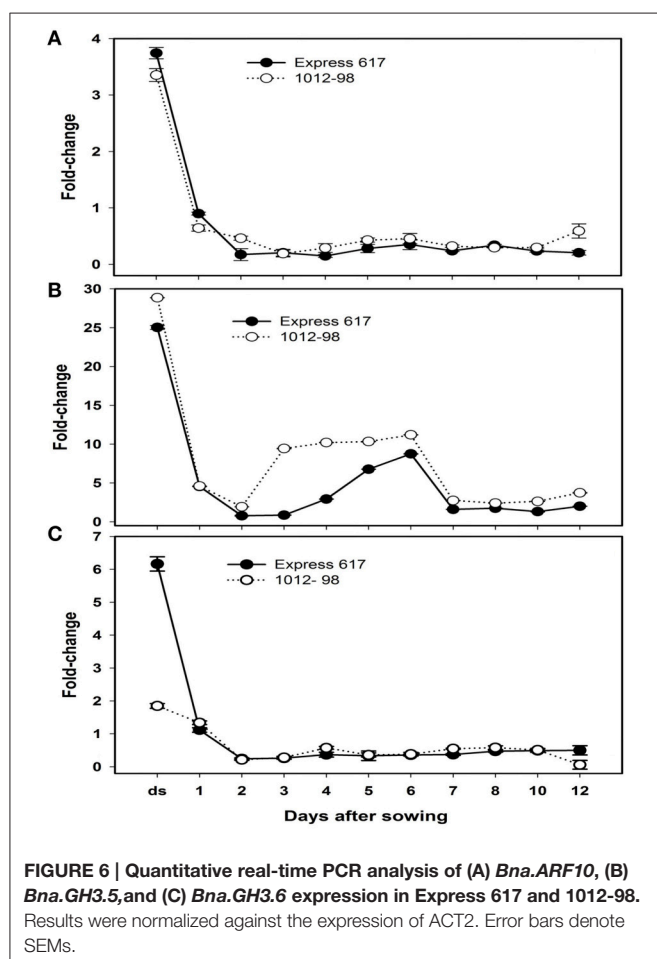 A
4
3
2
1
0
Fold-change
Express 617
1012-98
B
30
25
20
15
10
5
0
Fold-change
Express 617
1012-98
C
7
6
5
4
3
2
1
0
Fold-change
Express 617
1012- 98
ds 1 2 3 4 5 6 7 8 10 12
Days after sowing
FIGURE 6 | Quantitative real-time PCR analysis of (A) Bna.ARF10, (B)
Bna.GH3.5,and (C) Bna.GH3.6 expression in Express 617 and 1012-98.
Results were normalized against the expression of ACT2. Error bars denote
SEMs.